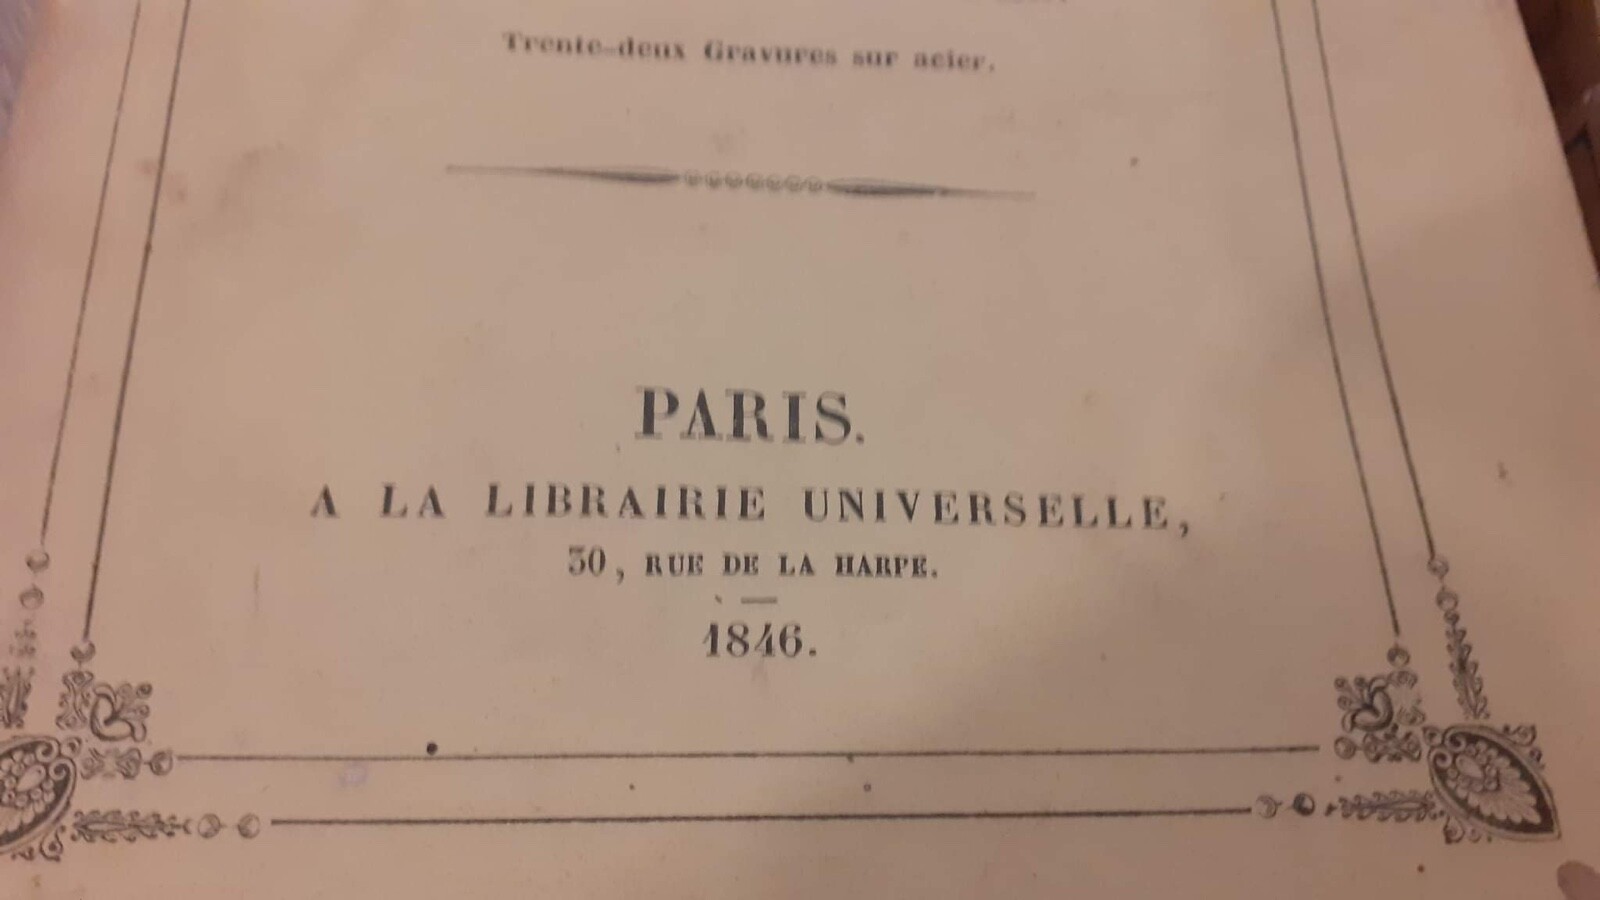 Trente-deux Gravures sur acier.
PARIS.
A LA LIBRAIRIE UNIVERSELLE,
30, RUE DE LA HARPE.
1846.